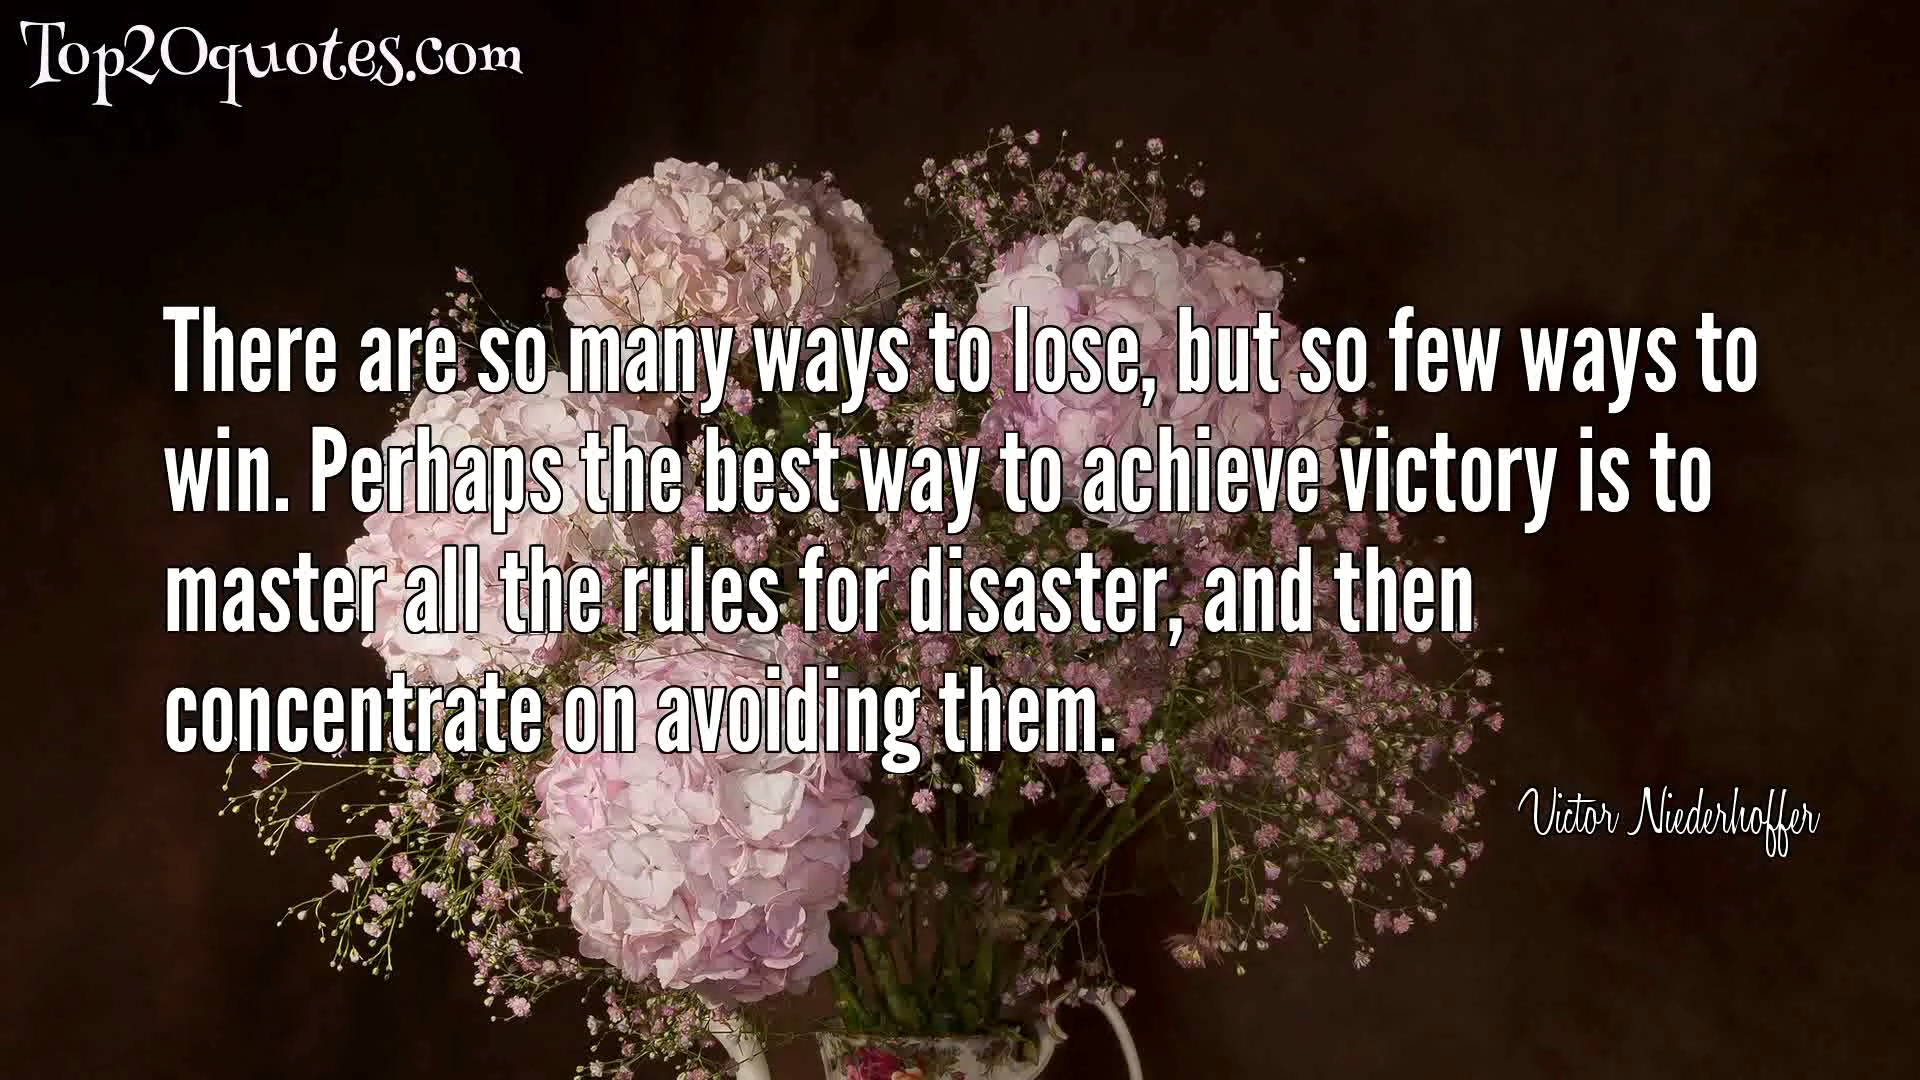 Top20quotes.com
There are so many ways to lose, but so few ways to
win. Perhaps the best way to achieve victory is to
master all the rules for disaster, and then
concentrate on avoiding them.
Victor Niederhoffer